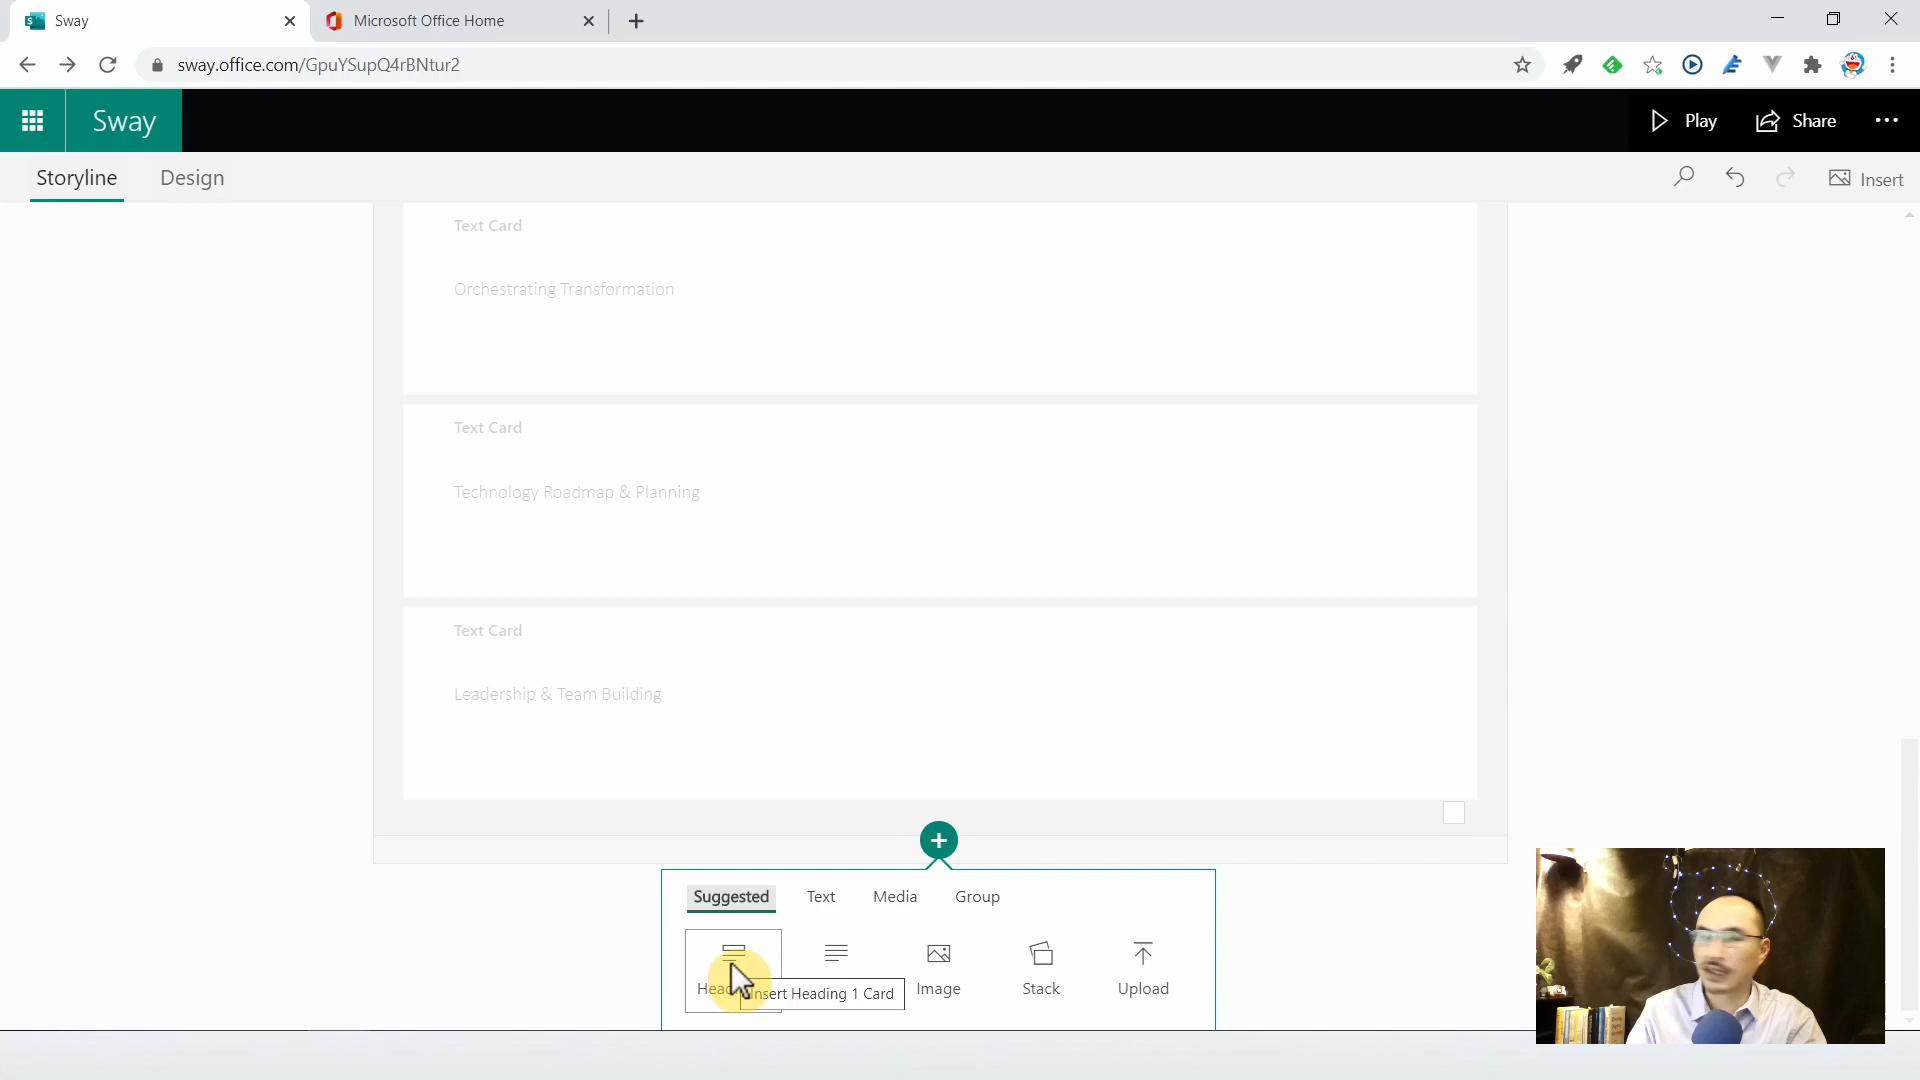 Sway
Microsoft Office Home
sway.office.com/GpuYSupQ4rBNtur2
Sway
Play
Share
Storyline
Design
Insert
Text Card
Orchestrating Transformation
Text Card
Technology Roadmap & Planning
Text Card
Leadership & Team Building
Suggested
Text
Media
Group
Insert Heading 1 Card
Image
Stack
Upload